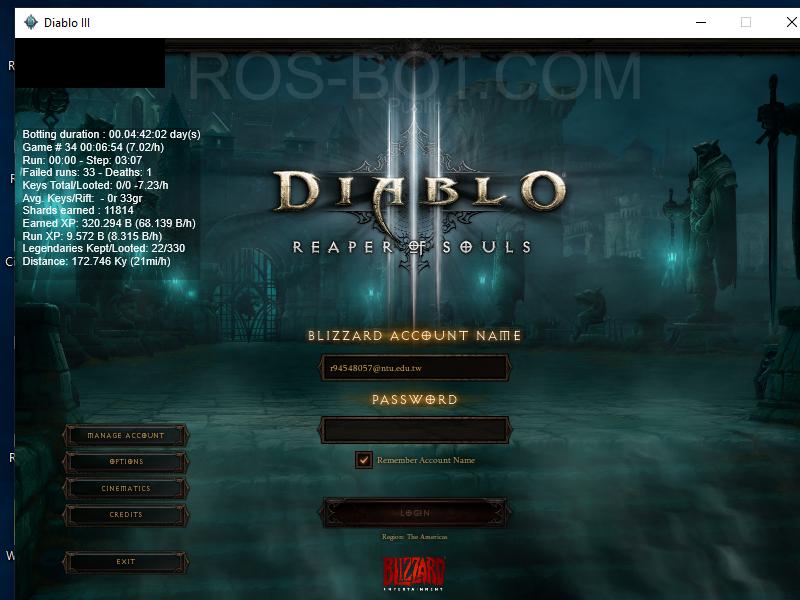 Diablo III
ROS-BOT.COM
Public
Botting duration : 00.04:42:02 day(s)
Game # 34 00:06:54 (7.02/h)
Run: 00:00 - Step: 03:07
Failed runs: 33 - Deaths: 1
Keys Total/Looted: 0/0 -7.23/h
Avg. Keys/Rift:  - 0r 33gr
Shards earned : 11814
Earned XP: 320.294 B (68.139 B/h)
Run XP: 9.572 B (8.315 B/h)
Legendaries Kept/Looted: 22/330
Distance: 172.746 Ky (21mi/h)
DIABLO
REAPER OF SOULS
BLIZZARD ACCOUNT NAME
r94548057@ntu.edu.tw
PASSWORD
Remember Account Name
LOGIN
Region: The Americas
MANAGE ACCOUNT
OPTIONS
CINEMATICS
CREDITS
EXIT
BLIZZARD
ENTERTAINMENT